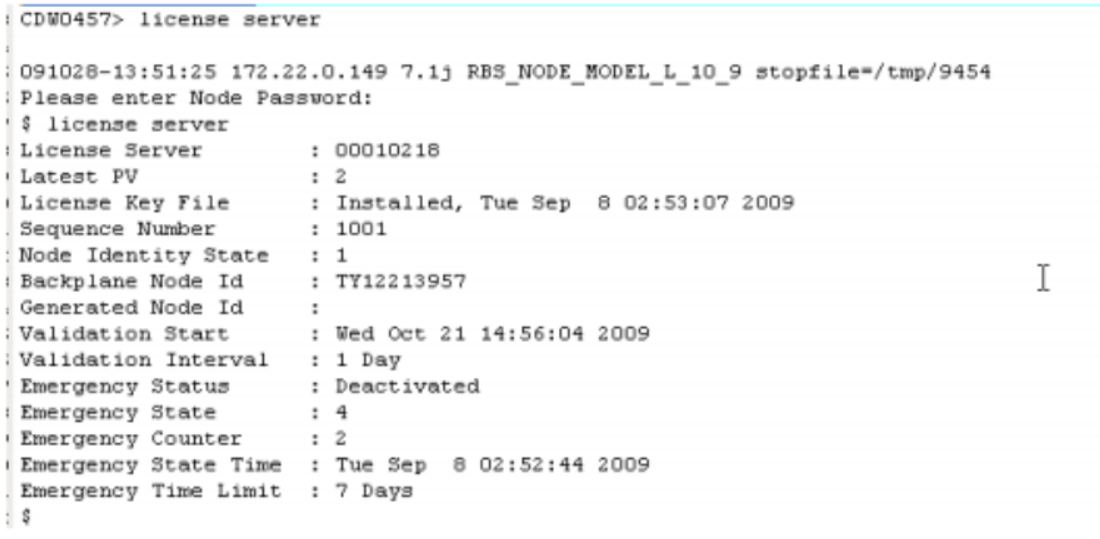 CDW0457> license server
091028-13:51:25 172.22.0.149 7.1j RBS_NODE_MODEL_L_10_9 stopfile=/tmp/9454
Please enter Node Password:
$ license server
License Server : 00010218
Latest PV : 2
License Key File : Installed, Tue Sep  8 02:53:07 2009
Sequence Number : 1001
Node Identity State : 1
Backplane Node Id : TY12213957
Generated Node Id :
Validation Start : Wed Oct 21 14:56:04 2009
Validation Interval : 1 Day
Emergency Status : Deactivated
Emergency State : 4
Emergency Counter : 2
Emergency State Time : Tue Sep  8 02:52:44 2009
Emergency Time Limit : 7 Days
$